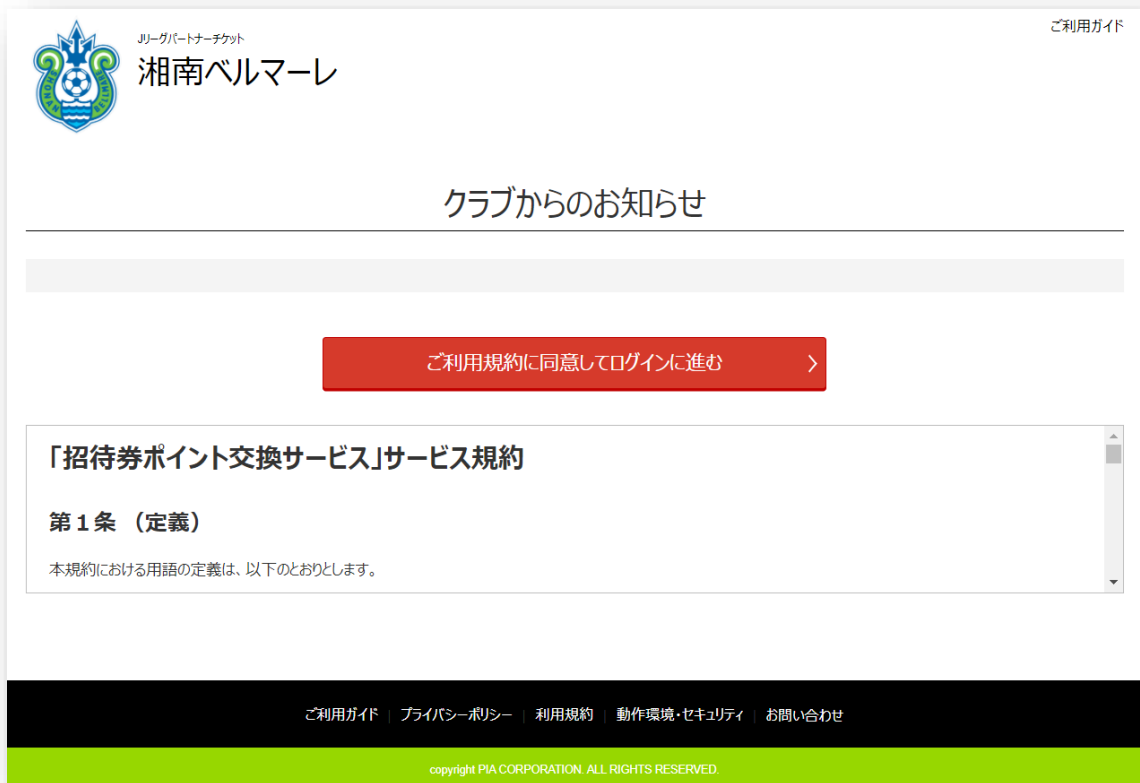 ご利用ガイド
Jリーグパートナーチケット
湘南ベルマーレ
SHONAN BELLMARE
クラブからのお知らせ
ご利用規約に同意してログインに進む
「招待券ポイント交換サービス」サービス規約
第１条 （定義）
本規約における用語の定義は、以下のとおりとします。
ご利用ガイド | プライバシーポリシー | 利用規約 | 動作環境・セキュリティ | お問い合わせ
copyright PIA CORPORATION. ALL RIGHTS RESERVED.